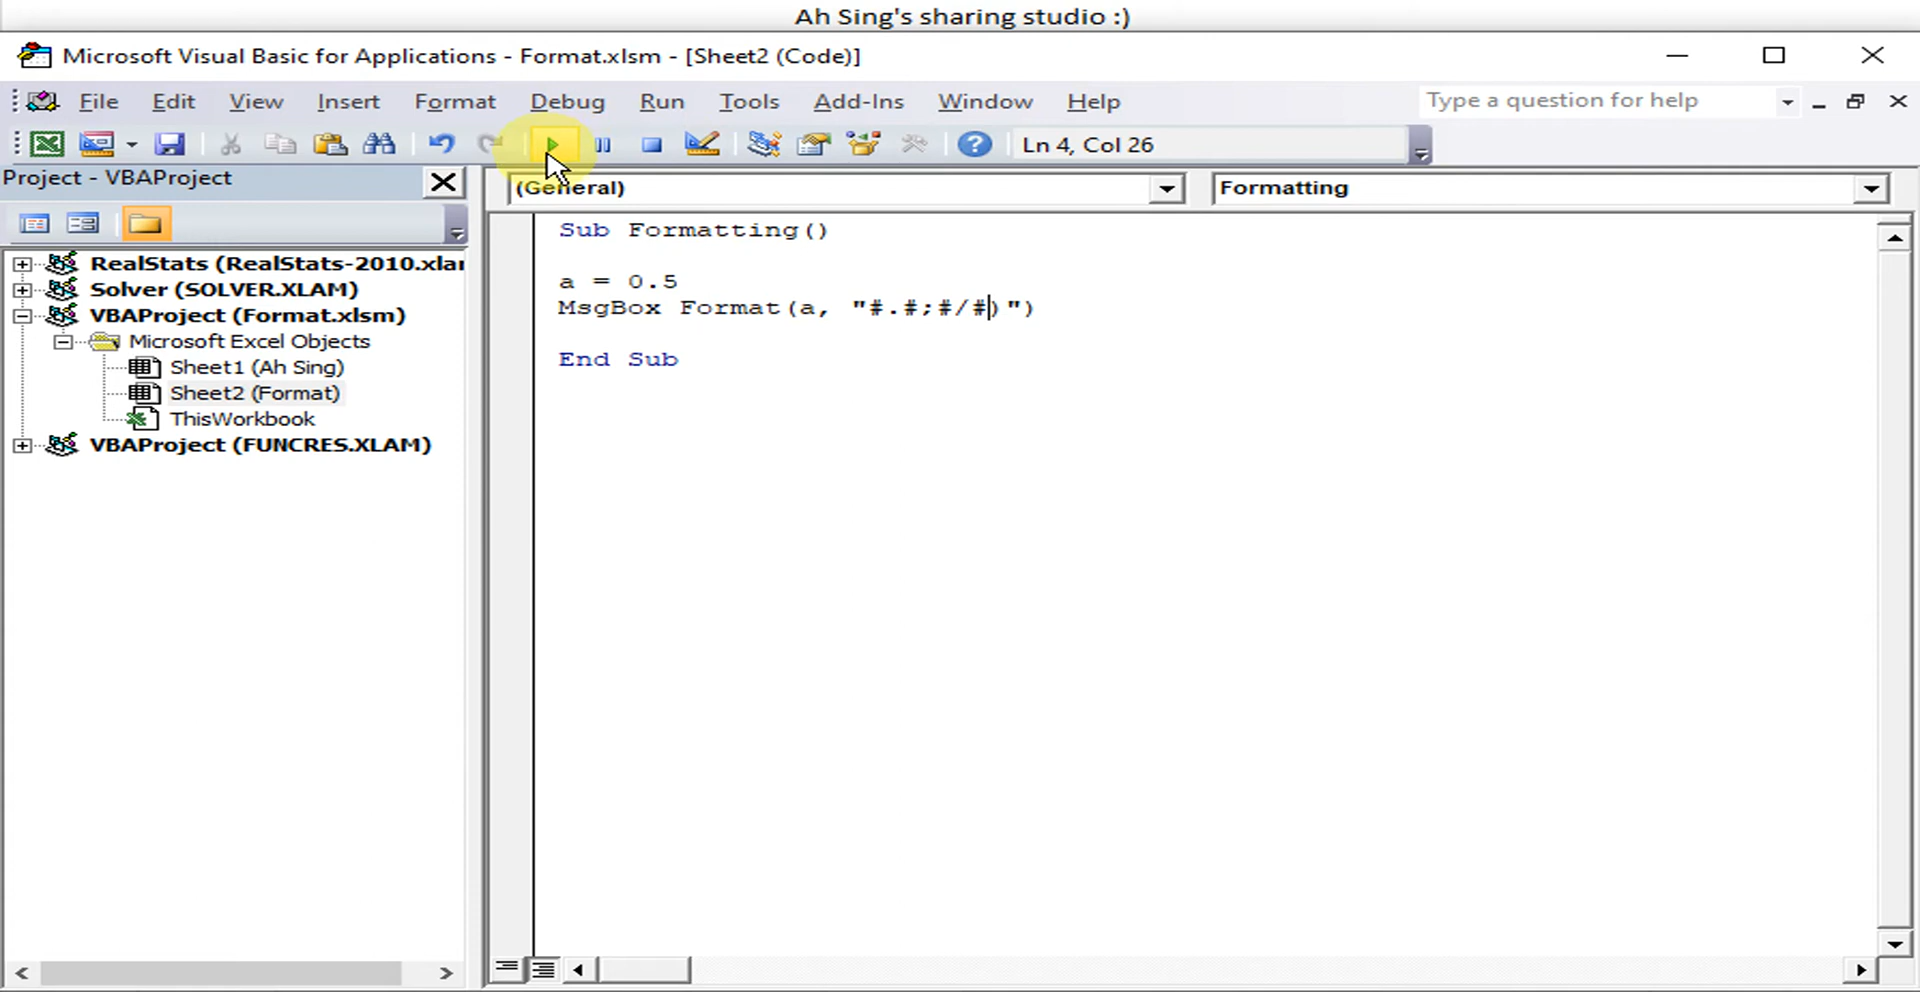 Ah Sing's sharing studio :)
Microsoft Visual Basic for Applications - Format.xlsm - [Sheet2 (Code)]
File Edit View Insert Format Debug Run Tools Add-Ins Window Help Type a question for help
Ln 4, Col 26
Project - VBAProject
(General) Formatting
RealStats (RealStats-2010.xlar
Solver (SOLVER.XLAM)
VBAProject (Format.xlsm)
Microsoft Excel Objects
Sheet1 (Ah Sing)
Sheet2 (Format)
ThisWorkbook
VBAProject (FUNCRES.XLAM)
Sub Formatting()
a = 0.5
MsgBox Format(a, "#.#;#/#)")
End Sub